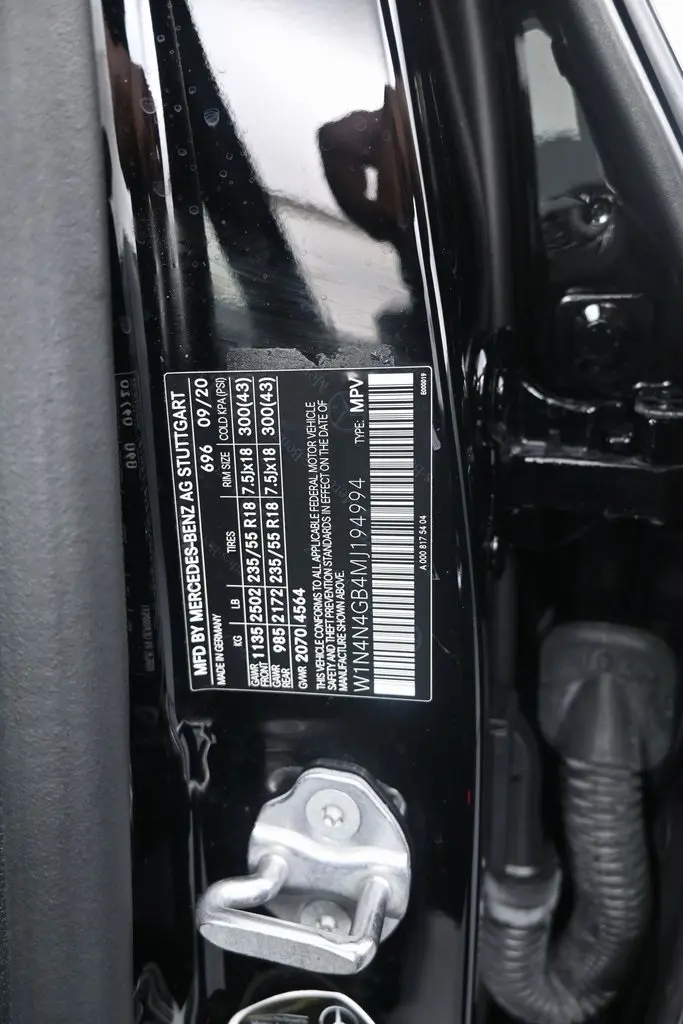 MFD BY MERCEDES-BENZ AG STUTTGART
MADE IN GERMANY 696 09/20
KG LB TIRES RIM SIZE COLD KPA(PSI)
GAWR FRONT 1135 2502 235/55 R18 7.5Jx18 300(43)
GAWR REAR 985 2172 235/55 R18 7.5Jx18 300(43)
GVWR 2070 4564
THIS VEHICLE CONFORMS TO ALL APPLICABLE FEDERAL MOTOR VEHICLE
SAFETY AND THEFT PREVENTION STANDARDS IN EFFECT ON THE DATE OF
MANUFACTURE SHOWN ABOVE.
W1N4N4GB4MJ194994 TYPE: MPV
A 000 817 54 04